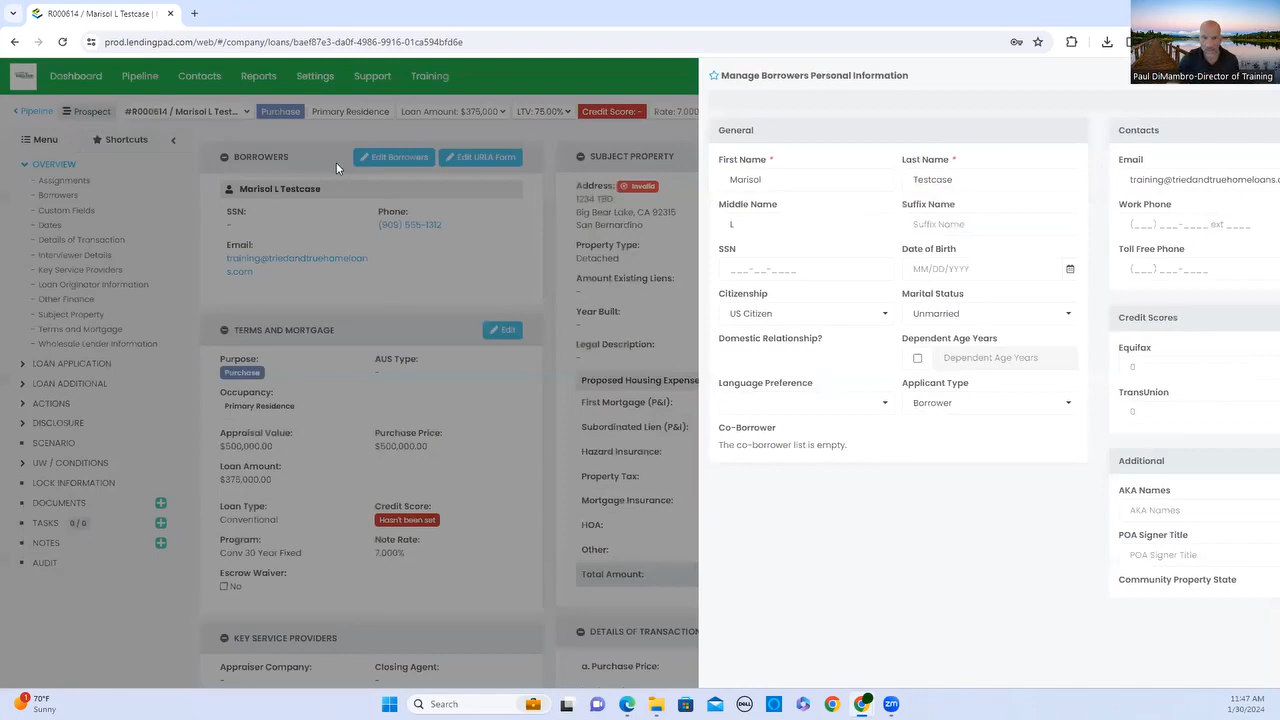 R000614 / Marisol L Testcase |
prod.lendingpad.com/web/#/company/loans/baef87e3-da0f-4986-9916-01ca594bfd6e
Paul DiMambro-Director of Training
Dashboard Pipeline Contacts Reports Settings Support Training
Pipeline Prospect #R000614 / Marisol L Test... Purchase Primary Residence Loan Amount: $375,000 LTV: 75.00% Credit Score: - Rate: 7.000
Menu Shortcuts
OVERVIEW
Assignments
Borrowers
Custom Fields
Dates
Details of Transaction
Interviewer Details
Key Service Providers
Loan Originator Information
Other Finance
Subject Property
Terms and Mortgage
Wholesale Lender Information
LOAN APPLICATION
LOAN ADDITIONAL
ACTIONS
DISCLOSURE
SCENARIO
UW / CONDITIONS
LOCK INFORMATION
DOCUMENTS
TASKS 0 / 0
NOTES
AUDIT
BORROWERS Edit Borrowers Edit URLA Form
Marisol L Testcase
SSN: Phone:
(909) 555-1312
Email:
training@triedandtruehomeloan
s.com
TERMS AND MORTGAGE Edit
Purpose: AUS Type:
Purchase -
Occupancy:
Primary Residence
Appraisal Value: Purchase Price:
$500,000.00 $500,000.00
Loan Amount:
$375,000.00
Loan Type: Credit Score:
Conventional Hasn't been set
Program: Note Rate:
Conv 30 Year Fixed 7.000%
Escrow Waiver:
No
KEY SERVICE PROVIDERS
Appraiser Company: Closing Agent:
- -
SUBJECT PROPERTY
Address: Invalid
1234 TBD
Big Bear Lake, CA 92315
San Bernardino
Property Type:
Detached
Amount Existing Liens:
-
Year Built:
-
Legal Description:
-
Proposed Housing Expense
First Mortgage (P&I):
Subordinated Lien (P&I):
Hazard Insurance:
Property Tax:
Mortgage Insurance:
HOA:
Other:
Total Amount:
DETAILS OF TRANSACTION
a. Purchase Price:
Manage Borrowers Personal Information
General
First Name * Last Name *
Marisol Testcase
Middle Name Suffix Name
L Suffix Name
SSN Date of Birth
___-__-____ MM/DD/YYYY
Citizenship Marital Status
US Citizen Unmarried
Domestic Relationship? Dependent Age Years
Dependent Age Years
Language Preference Applicant Type
Borrower
Co-Borrower
The co-borrower list is empty.
Contacts
Email
training@triedandtruehomeloans.c
Work Phone
(___) ___-____ ext ____
Toll Free Phone
(___) ___-____
Credit Scores
Equifax
0
TransUnion
0
Additional
AKA Names
AKA Names
POA Signer Title
POA Signer Title
Community Property State
1
70°F
Sunny
Search
DELL
zm
11:47 AM
1/30/2024